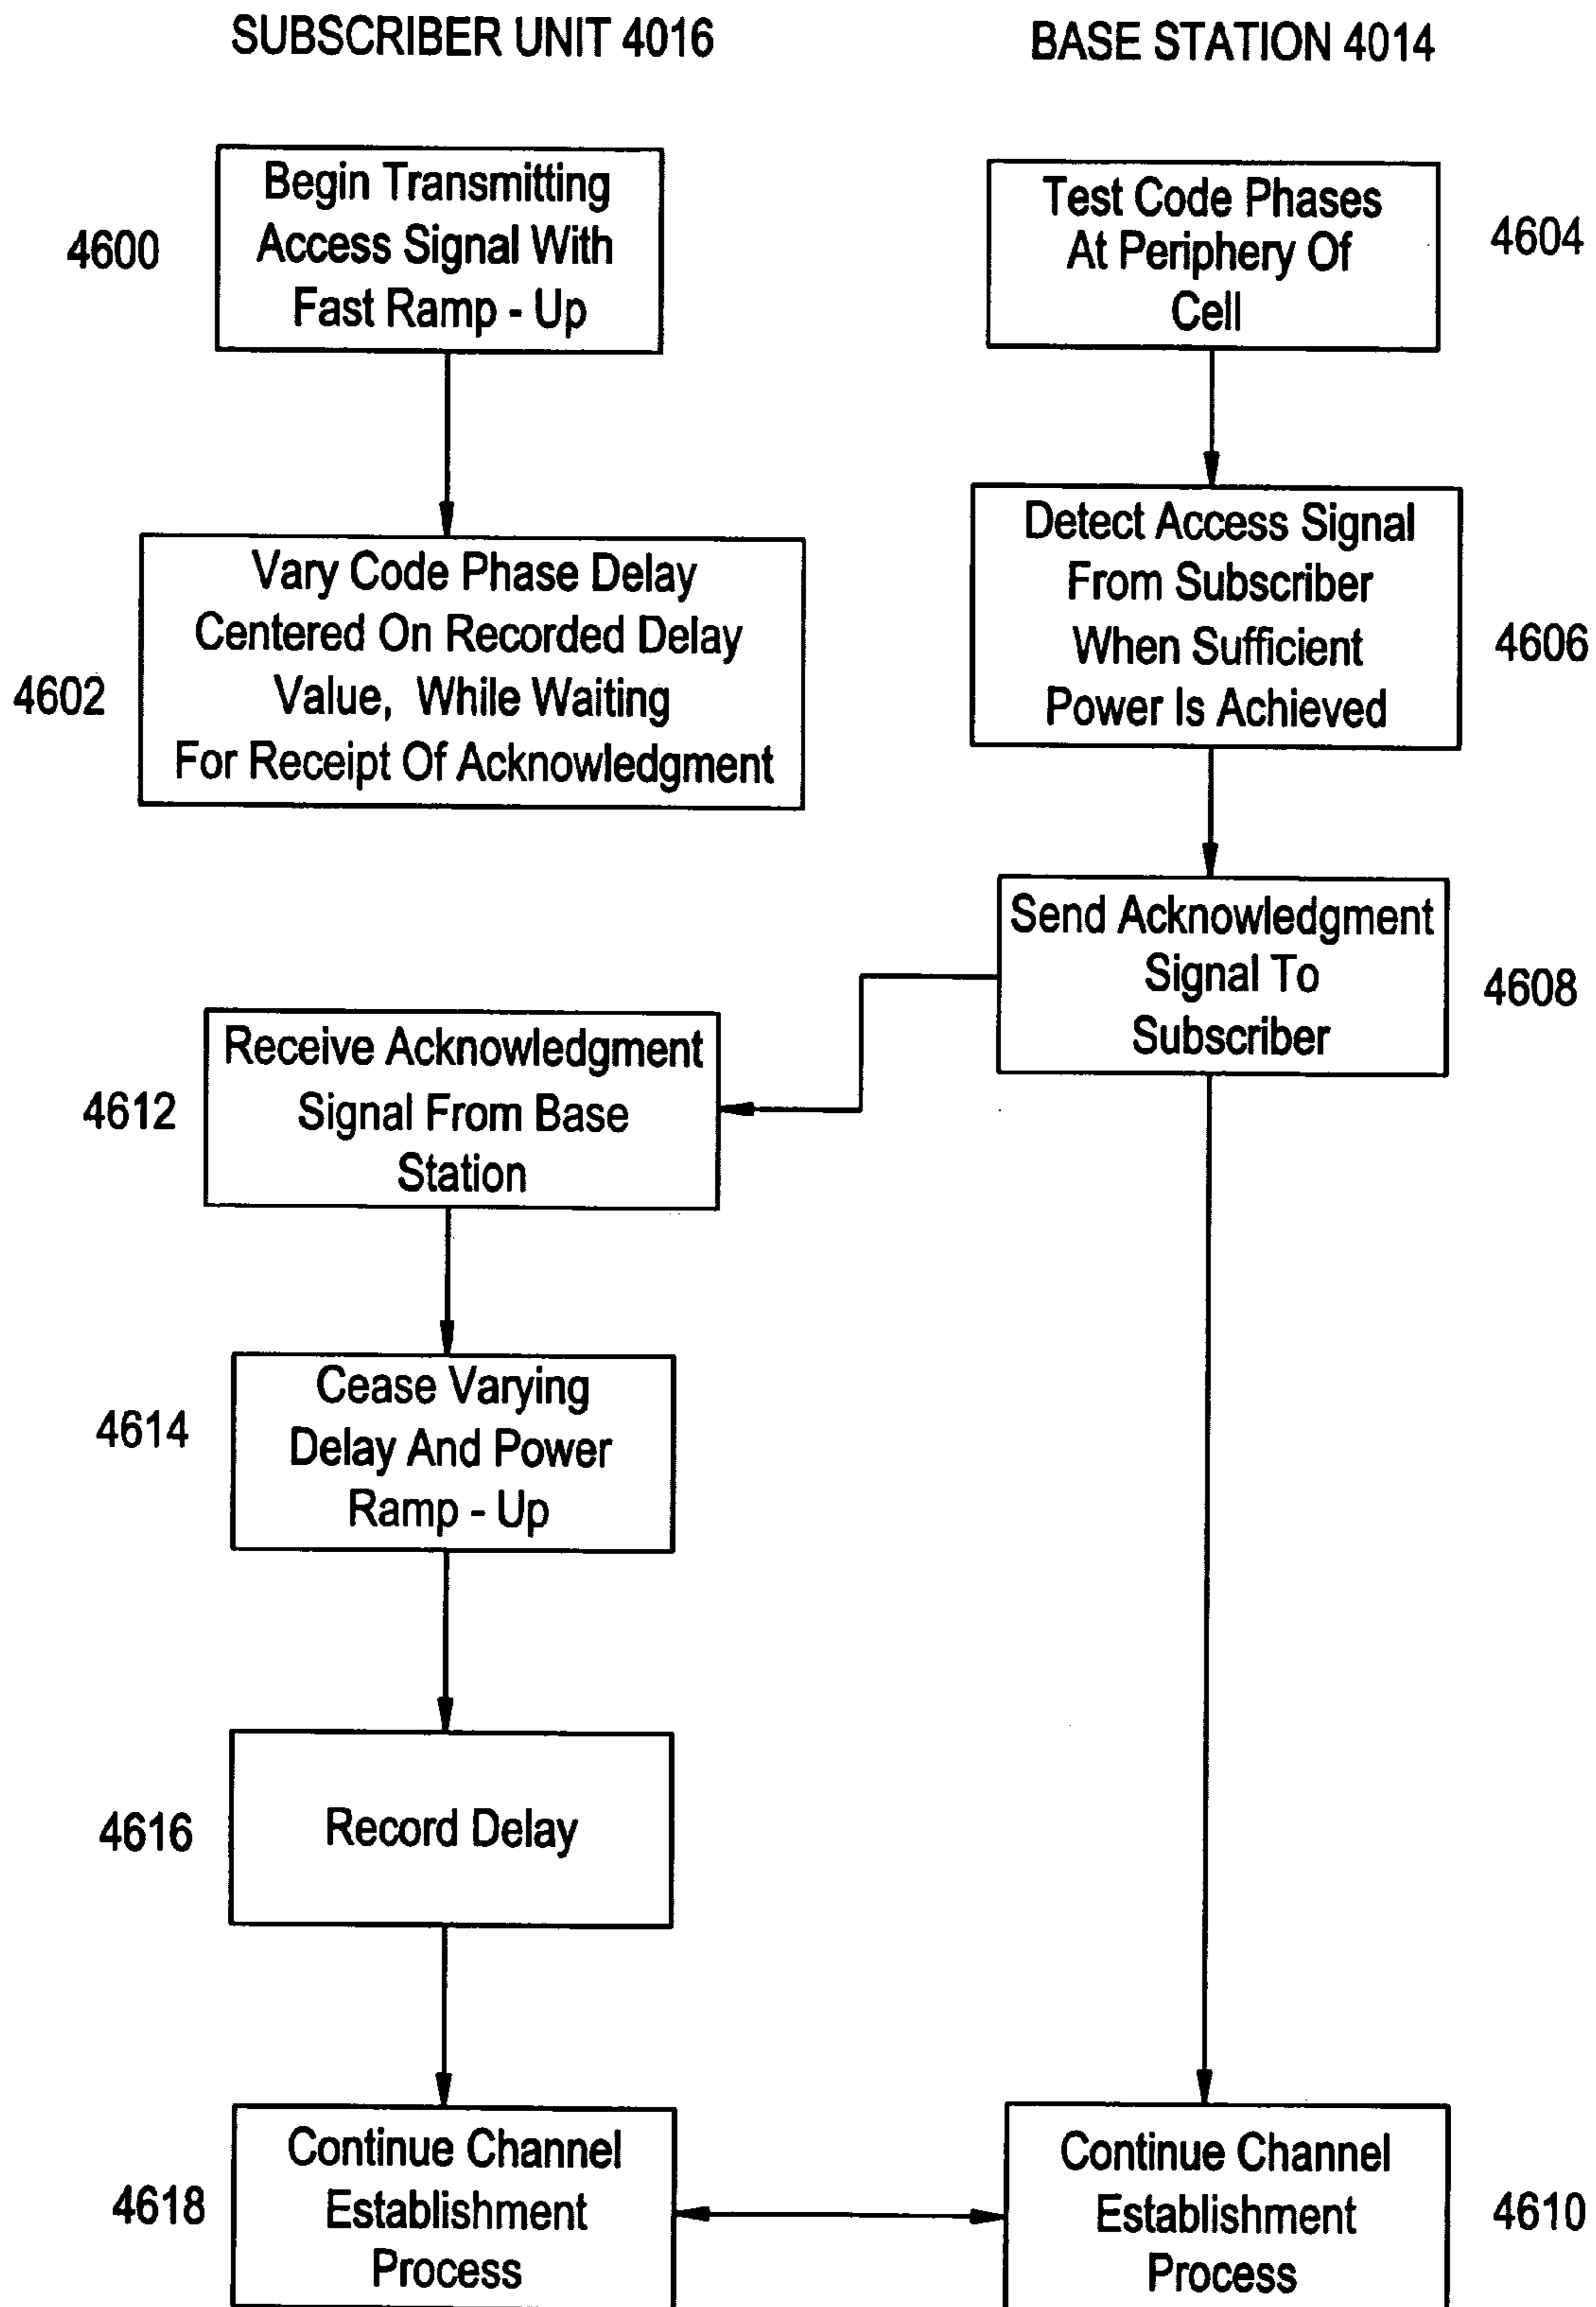 SUBSCRIBER UNIT 4016
BASE STATION 4014
4600
Begin Transmitting
Access Signal With
Fast Ramp - Up
Test Code Phases
At Periphery Of
Cell
4604
4602
Vary Code Phase Delay
Centered On Recorded Delay
Value, While Waiting
For Receipt Of Acknowledgment
Detect Access Signal
From Subscriber
When Sufficient
Power Is Achieved
4606
Send Acknowledgment
Signal To
Subscriber
4608
4612
Receive Acknowledgment
Signal From Base
Station
4614
Cease Varying
Delay And Power
Ramp - Up
4616
Record Delay
4618
Continue Channel
Establishment
Process
Continue Channel
Establishment
Process
4610